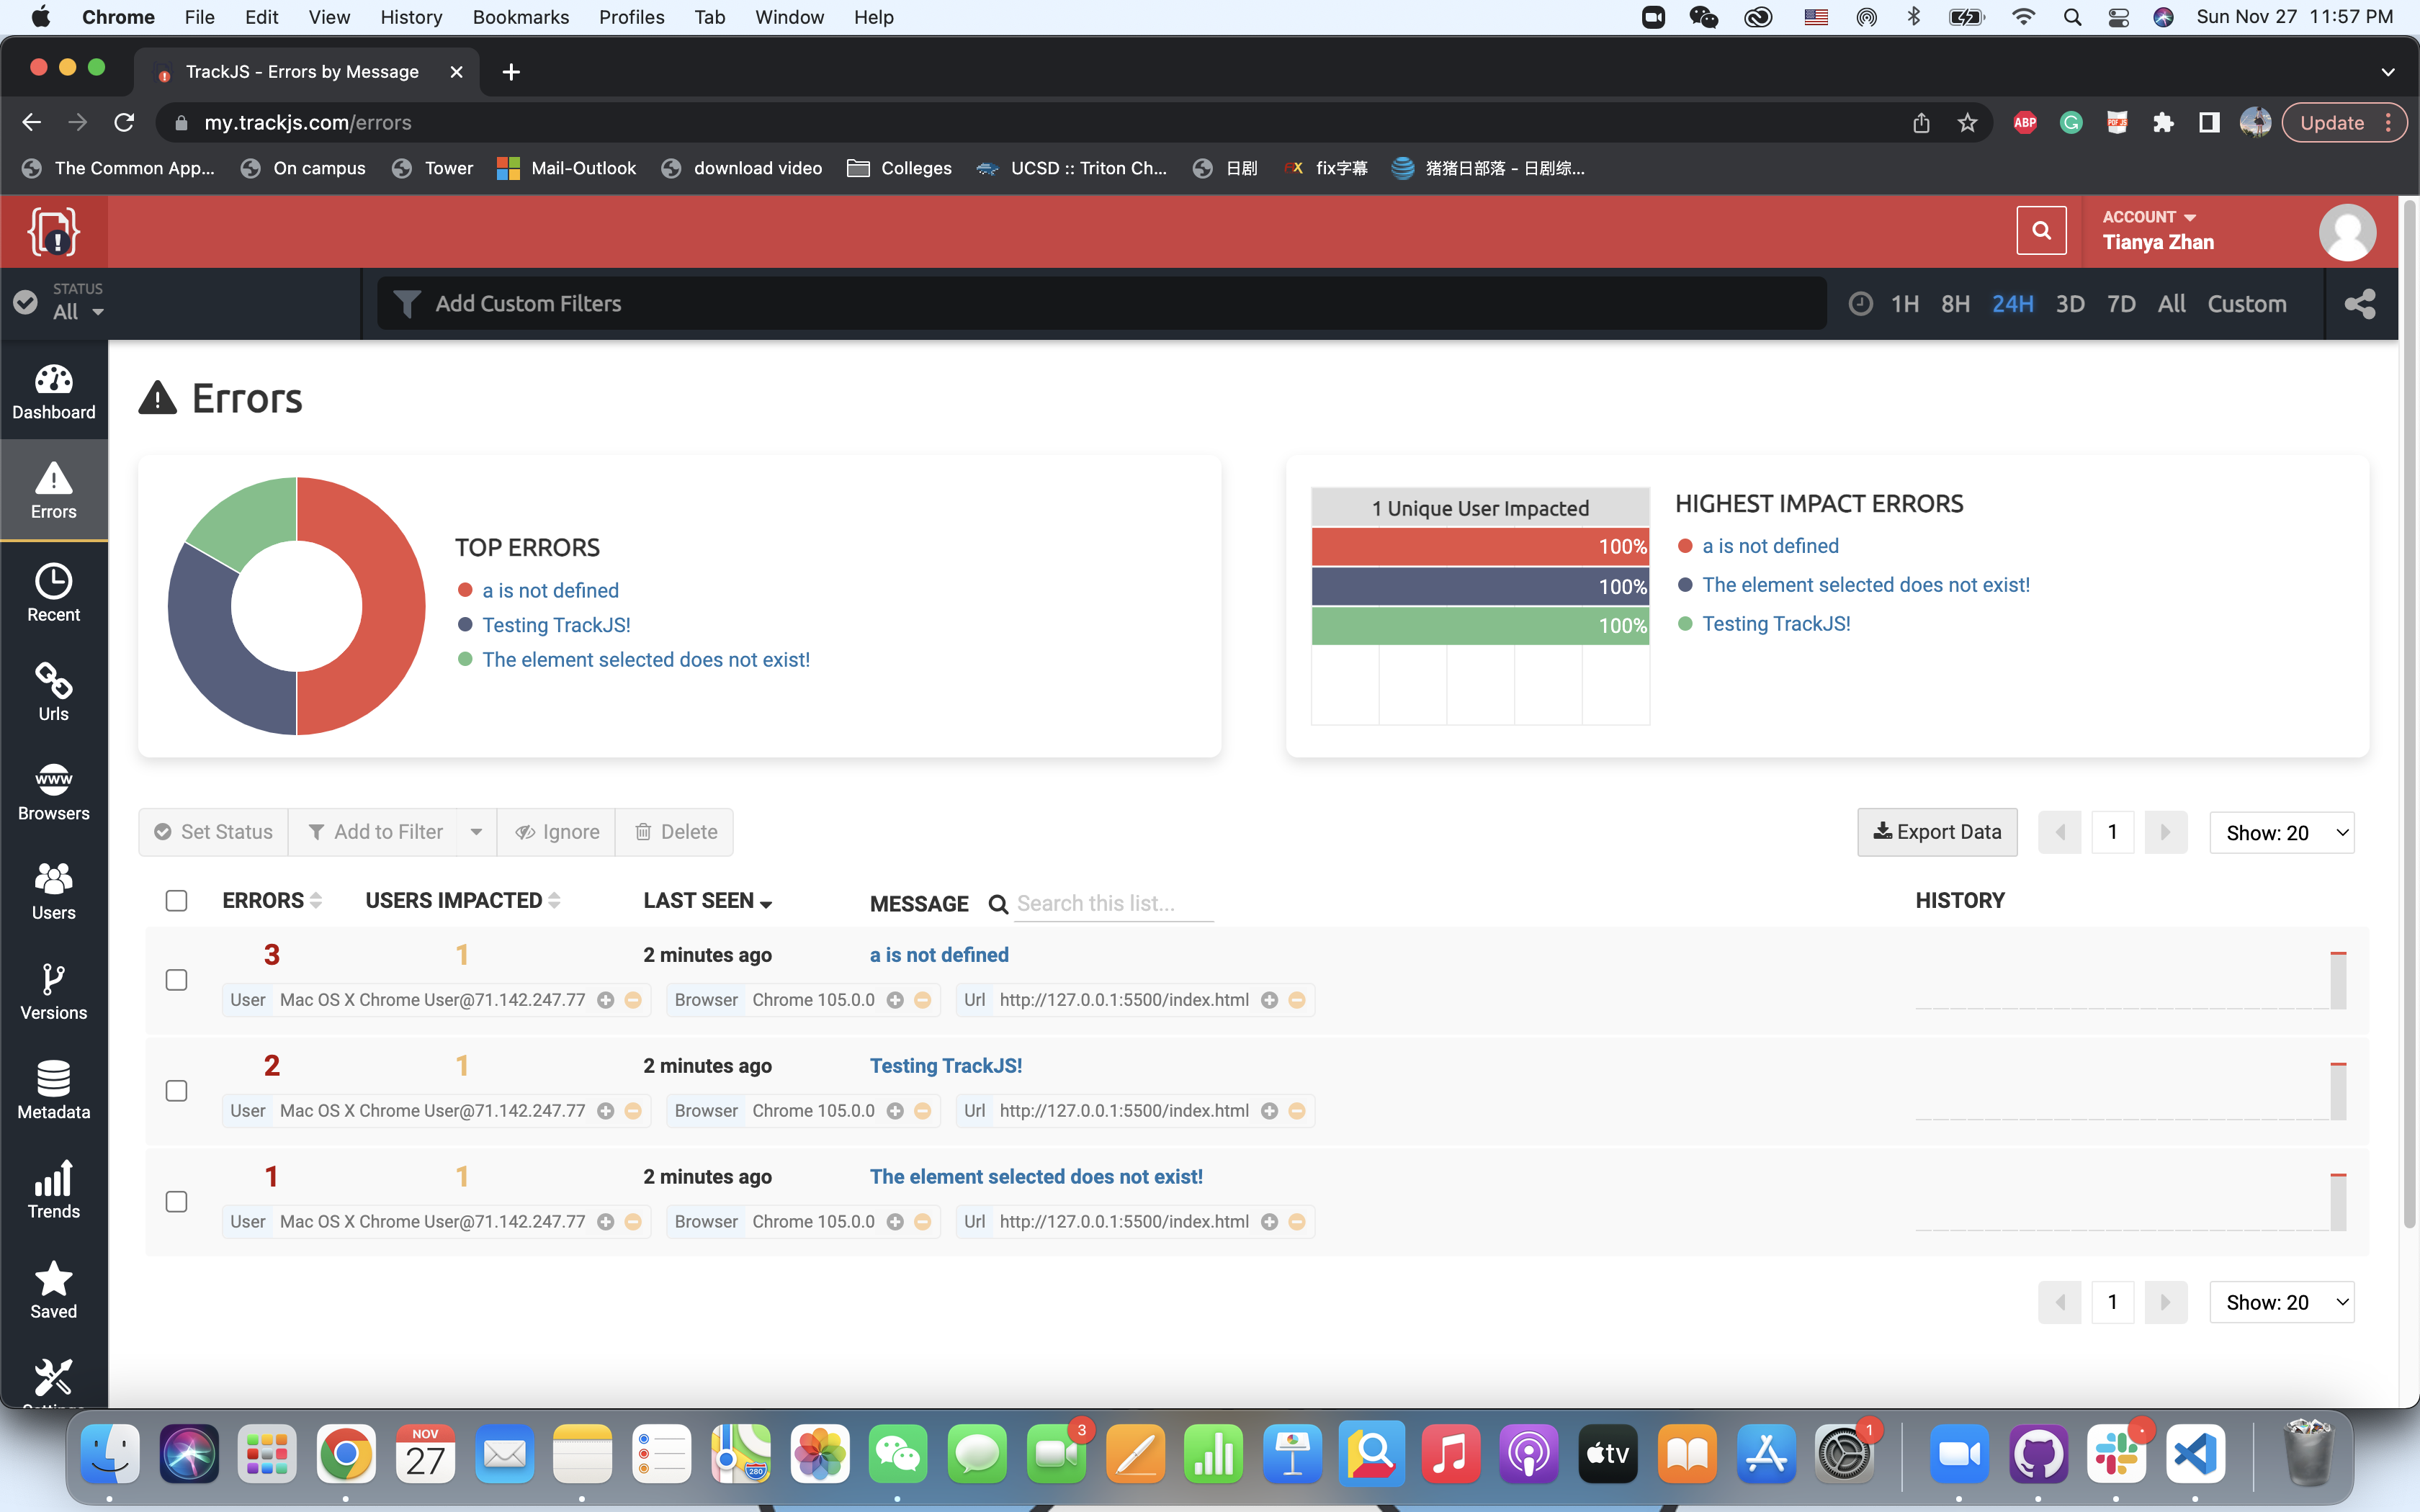 Chrome File Edit View History Bookmarks Profiles Tab Window Help Sun Nov 27 11:57 PM
TrackJS - Errors by Message
my.trackjs.com/errors
ABP
Update
The Common App... On campus Tower Mail-Outlook download video Colleges UCSD :: Triton Ch... 日剧 fix字幕 猪猪日部落 - 日剧综...
ACCOUNT
Tianya Zhan
STATUS
All
Add Custom Filters
1H 8H 24H 3D 7D All Custom
Dashboard
Errors
Recent
Urls
www
Browsers
Users
Versions
Metadata
Trends
Saved
Settings
Errors
TOP ERRORS
a is not defined
Testing TrackJS!
The element selected does not exist!
1 Unique User Impacted
100%
100%
100%
HIGHEST IMPACT ERRORS
a is not defined
The element selected does not exist!
Testing TrackJS!
Set Status Add to Filter Ignore Delete
Export Data 1 Show: 20
ERRORS USERS IMPACTED LAST SEEN MESSAGE Search this list... HISTORY
3 1 2 minutes ago a is not defined
User Mac OS X Chrome User@71.142.247.77 Browser Chrome 105.0.0 Url http://127.0.0.1:5500/index.html
2 1 2 minutes ago Testing TrackJS!
User Mac OS X Chrome User@71.142.247.77 Browser Chrome 105.0.0 Url http://127.0.0.1:5500/index.html
1 1 2 minutes ago The element selected does not exist!
User Mac OS X Chrome User@71.142.247.77 Browser Chrome 105.0.0 Url http://127.0.0.1:5500/index.html
1 Show: 20
NOV
27
280
3
tv
1